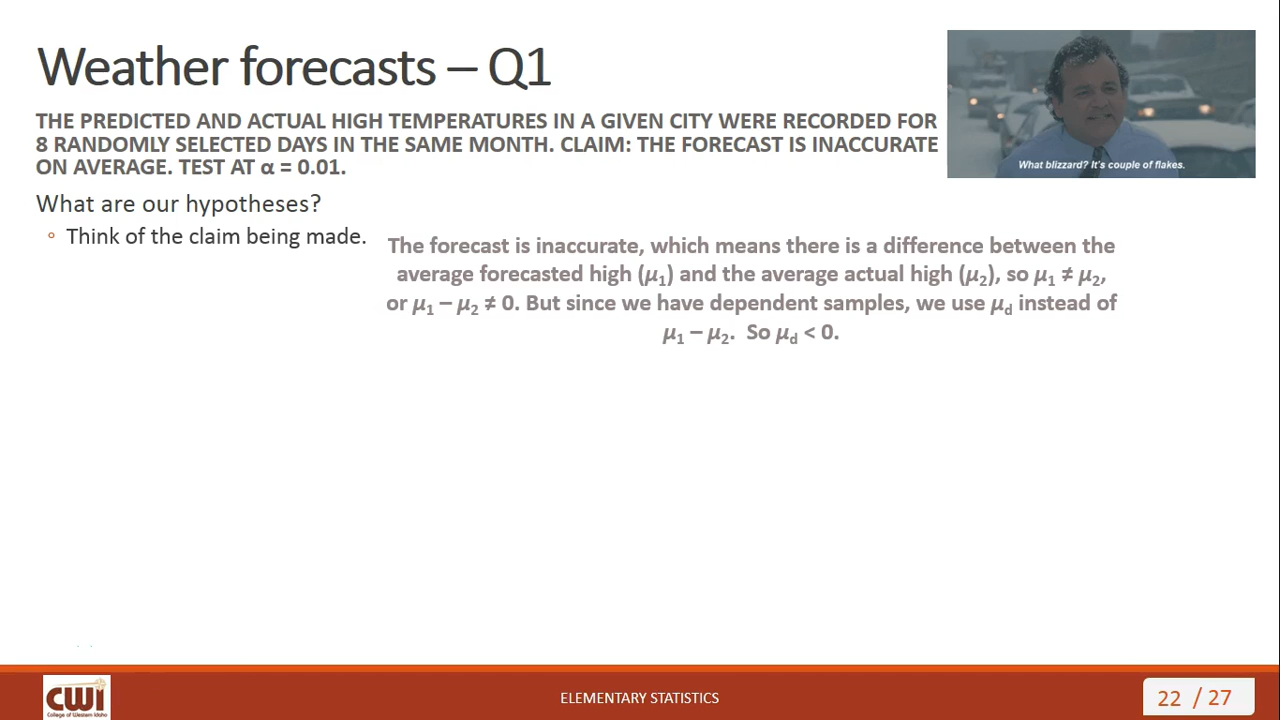 Weather forecasts – Q1
THE PREDICTED AND ACTUAL HIGH TEMPERATURES IN A GIVEN CITY WERE RECORDED FOR
8 RANDOMLY SELECTED DAYS IN THE SAME MONTH. CLAIM: THE FORECAST IS INACCURATE
ON AVERAGE. TEST AT α = 0.01.
What blizzard? It's couple of flakes.
What are our hypotheses?
◦ Think of the claim being made.
The forecast is inaccurate, which means there is a difference between the
average forecasted high (μ₁) and the average actual high (μ₂), so μ₁ ≠ μ₂,
or μ₁ – μ₂ ≠ 0. But since we have dependent samples, we use μd instead of
μ₁ – μ₂. So μd < 0.
CWI
College of Western Idaho
ELEMENTARY STATISTICS
22 / 27